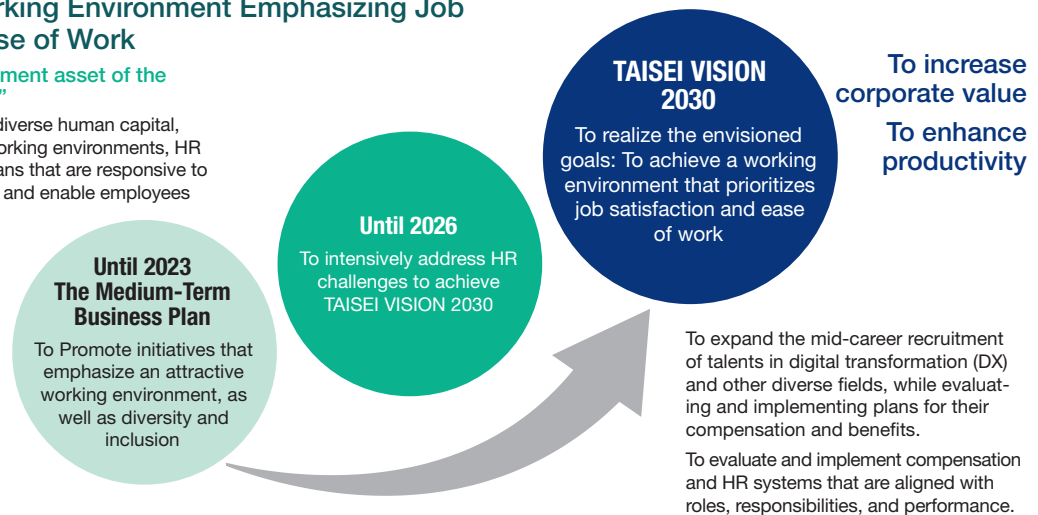 rking Environment Emphasizing Job
se of Work
ment asset of the
”
diverse human capital,
orking environments, HR
ans that are responsive to
and enable employees
Until 2023
The Medium-Term
Business Plan
To Promote initiatives that
emphasize an attractive
working environment, as
well as diversity and
inclusion
Until 2026
To intensively address HR
challenges to achieve
TAISEI VISION 2030
TAISEI VISION
2030
To realize the envisioned
goals: To achieve a working
environment that prioritizes
job satisfaction and ease
of work
To increase
corporate value
To enhance
productivity
To expand the mid-career recruitment
of talents in digital transformation (DX)
and other diverse fields, while evaluat-
ing and implementing plans for their
compensation and benefits.
To evaluate and implement compensation
and HR systems that are aligned with
roles, responsibilities, and performance.